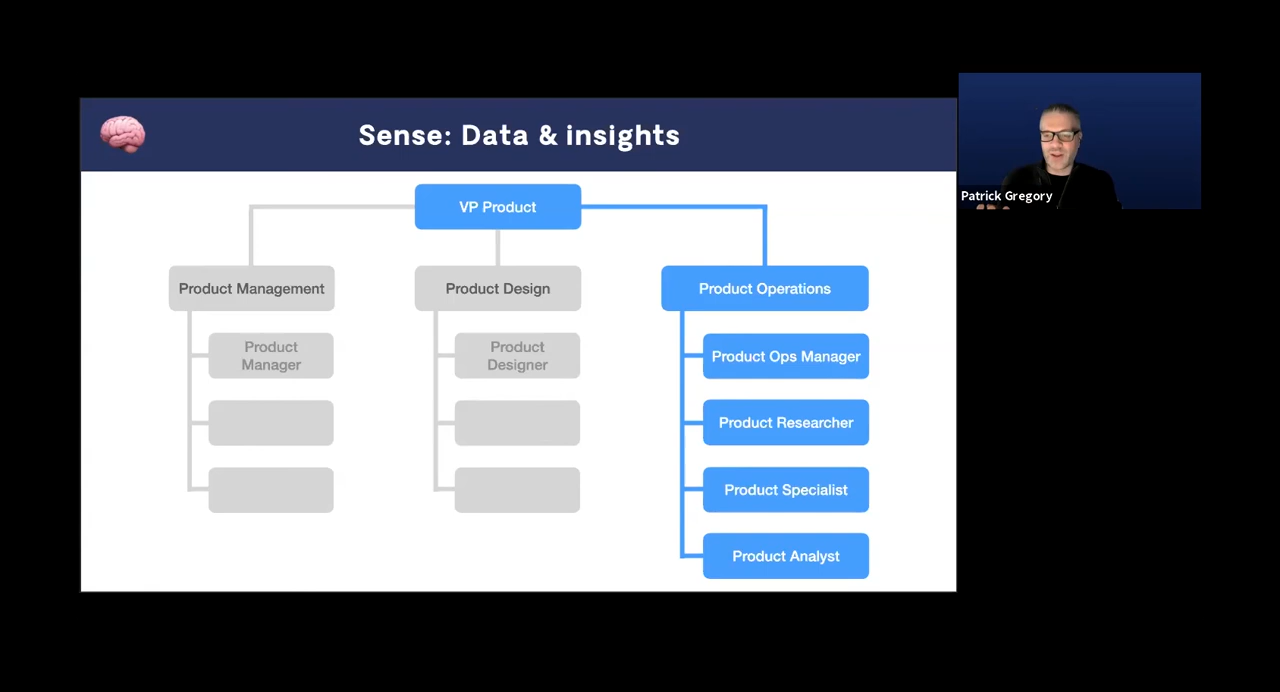 Sense: Data & insights
VP Product
Product Management
Product Design
Product Operations
Product
Manager
Product
Designer
Product Ops Manager
Product Researcher
Product Specialist
Product Analyst
Patrick Gregory